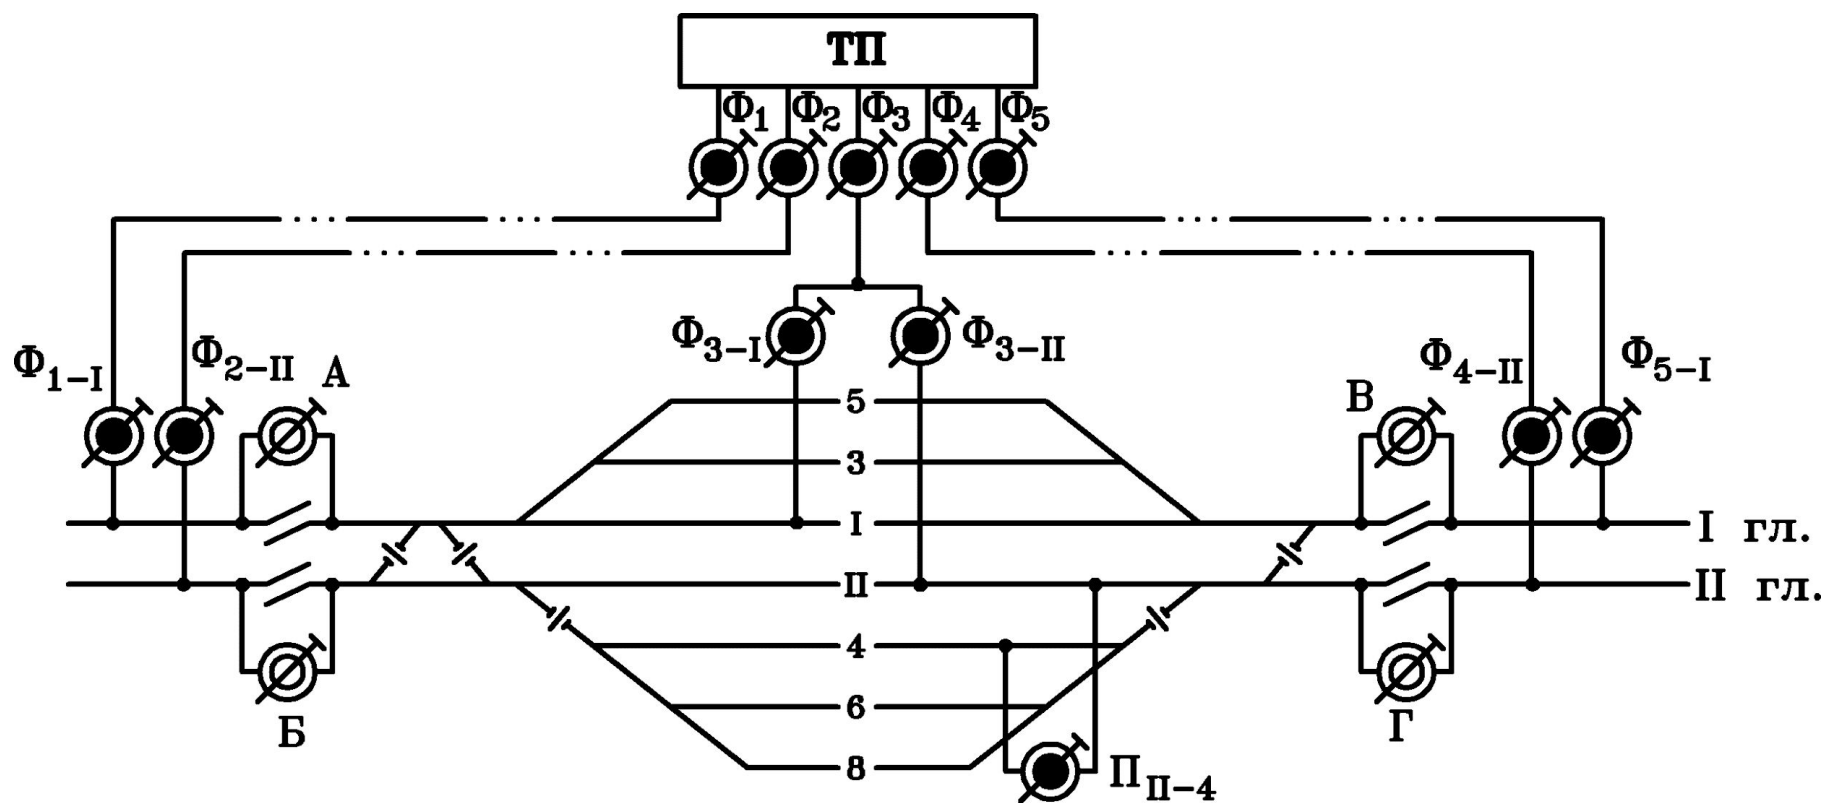 ТП
Ф1 Ф2 Ф3 Ф4 Ф5
Ф1-I
Ф2-II
А
Ф3-I
Ф3-II
В
Ф4-II
Ф5-I
5
3
I
I гл.
II
II гл.
4
6
8
Б
Г
ПII-4